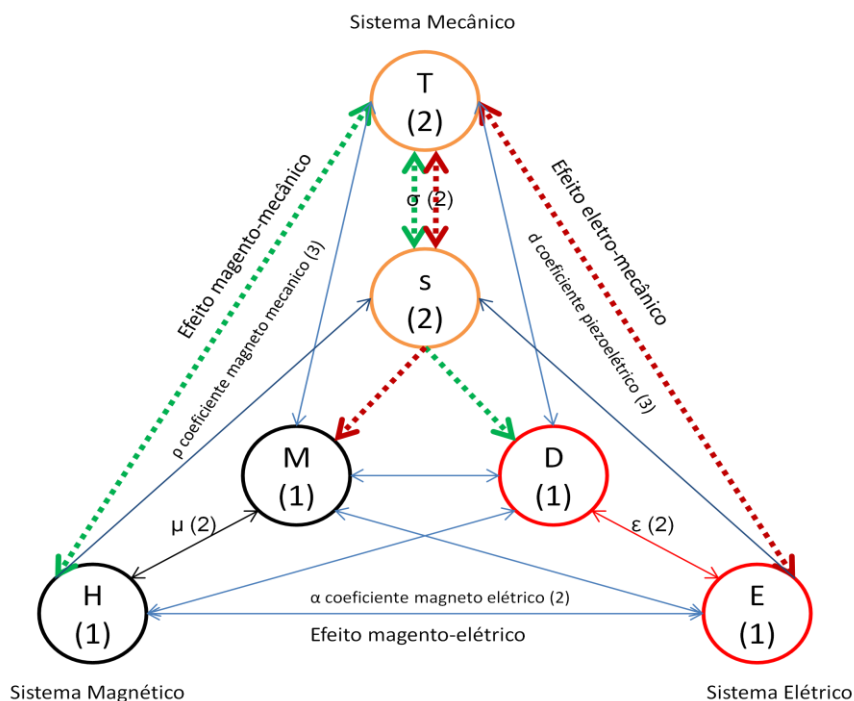 Sistema Mecânico
T
(2)
Efeito magento-mecânico
ρ coeficiente magneto mecanico (3)
σ (2)
Efeito eletro-mecânico
d coeficiente piezoelétrico (3)
s
(2)
M
(1)
D
(1)
μ (2)
ε (2)
H
(1)
α coeficiente magneto elétrico (2)
Efeito magento-elétrico
E
(1)
Sistema Magnético
Sistema Elétrico